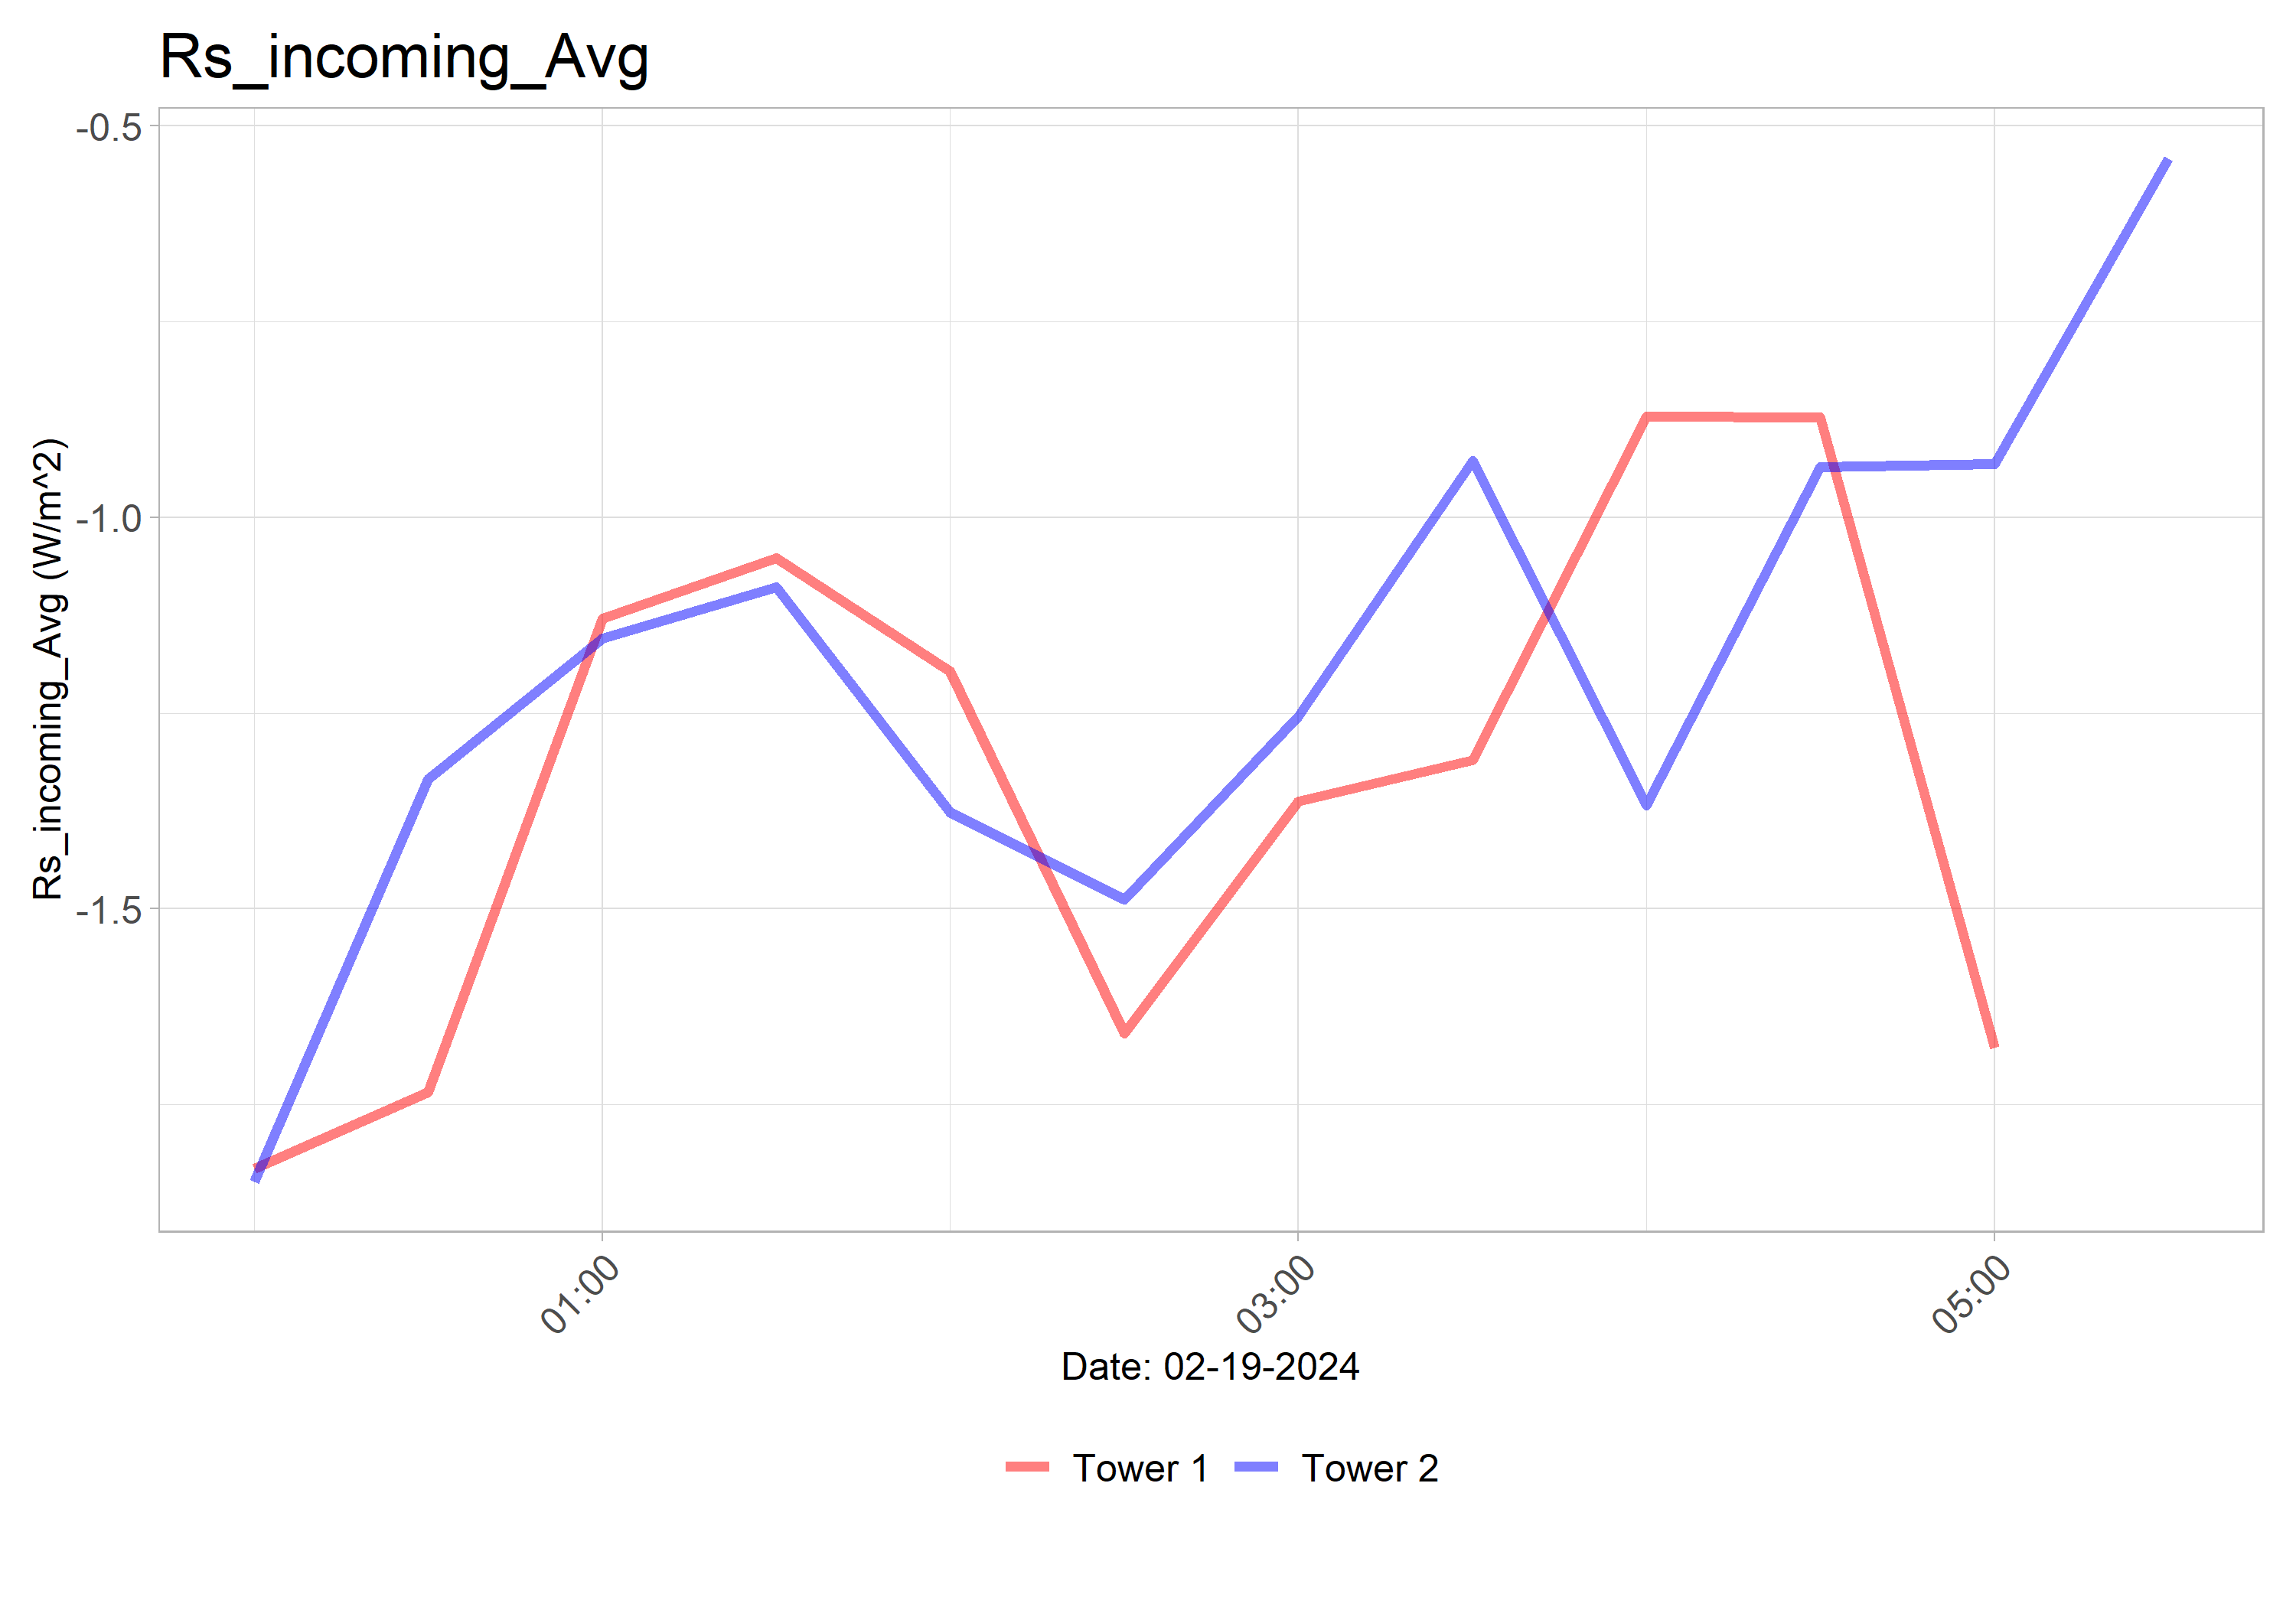 Rs_incoming_Avg
Rs_incoming_Avg (W/m^2)
-0.5
-1.0
-1.5
01:00
03:00
05:00
Date: 02-19-2024
Tower 1
Tower 2